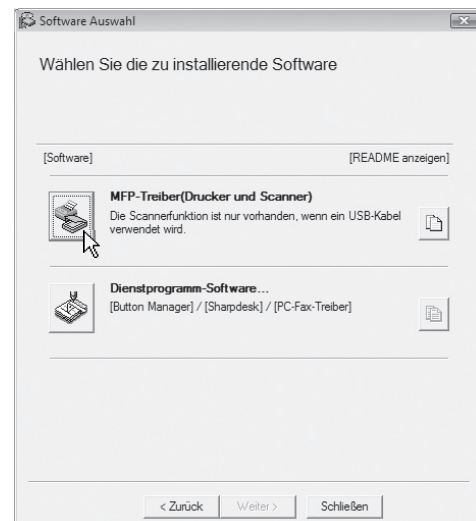 Software Auswahl
Wählen Sie die zu installierende Software
[Software] [README anzeigen]
MFP-Treiber(Drucker und Scanner)
Die Scannerfunktion ist nur vorhanden, wenn ein USB-Kabel
verwendet wird.
Dienstprogramm-Software...
[Button Manager] / [Sharpdesk] / [PC-Fax-Treiber]
< Zurück Weiter > Schließen